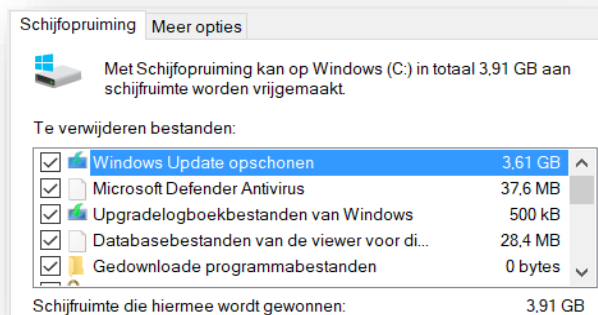 Schijfopruiming Meer opties
Met Schijfopruiming kan op Windows (C:) in totaal 3,91 GB aan
schijfruimte worden vrijgemaakt.
Te verwijderen bestanden:
Windows Update opschonen 3,61 GB
Microsoft Defender Antivirus 37,6 MB
Upgradelogboekbestanden van Windows 500 kB
Databasebestanden van de viewer voor di... 28,4 MB
Gedownloade programmabestanden 0 bytes
Schijfruimte die hiermee wordt gewonnen: 3,91 GB